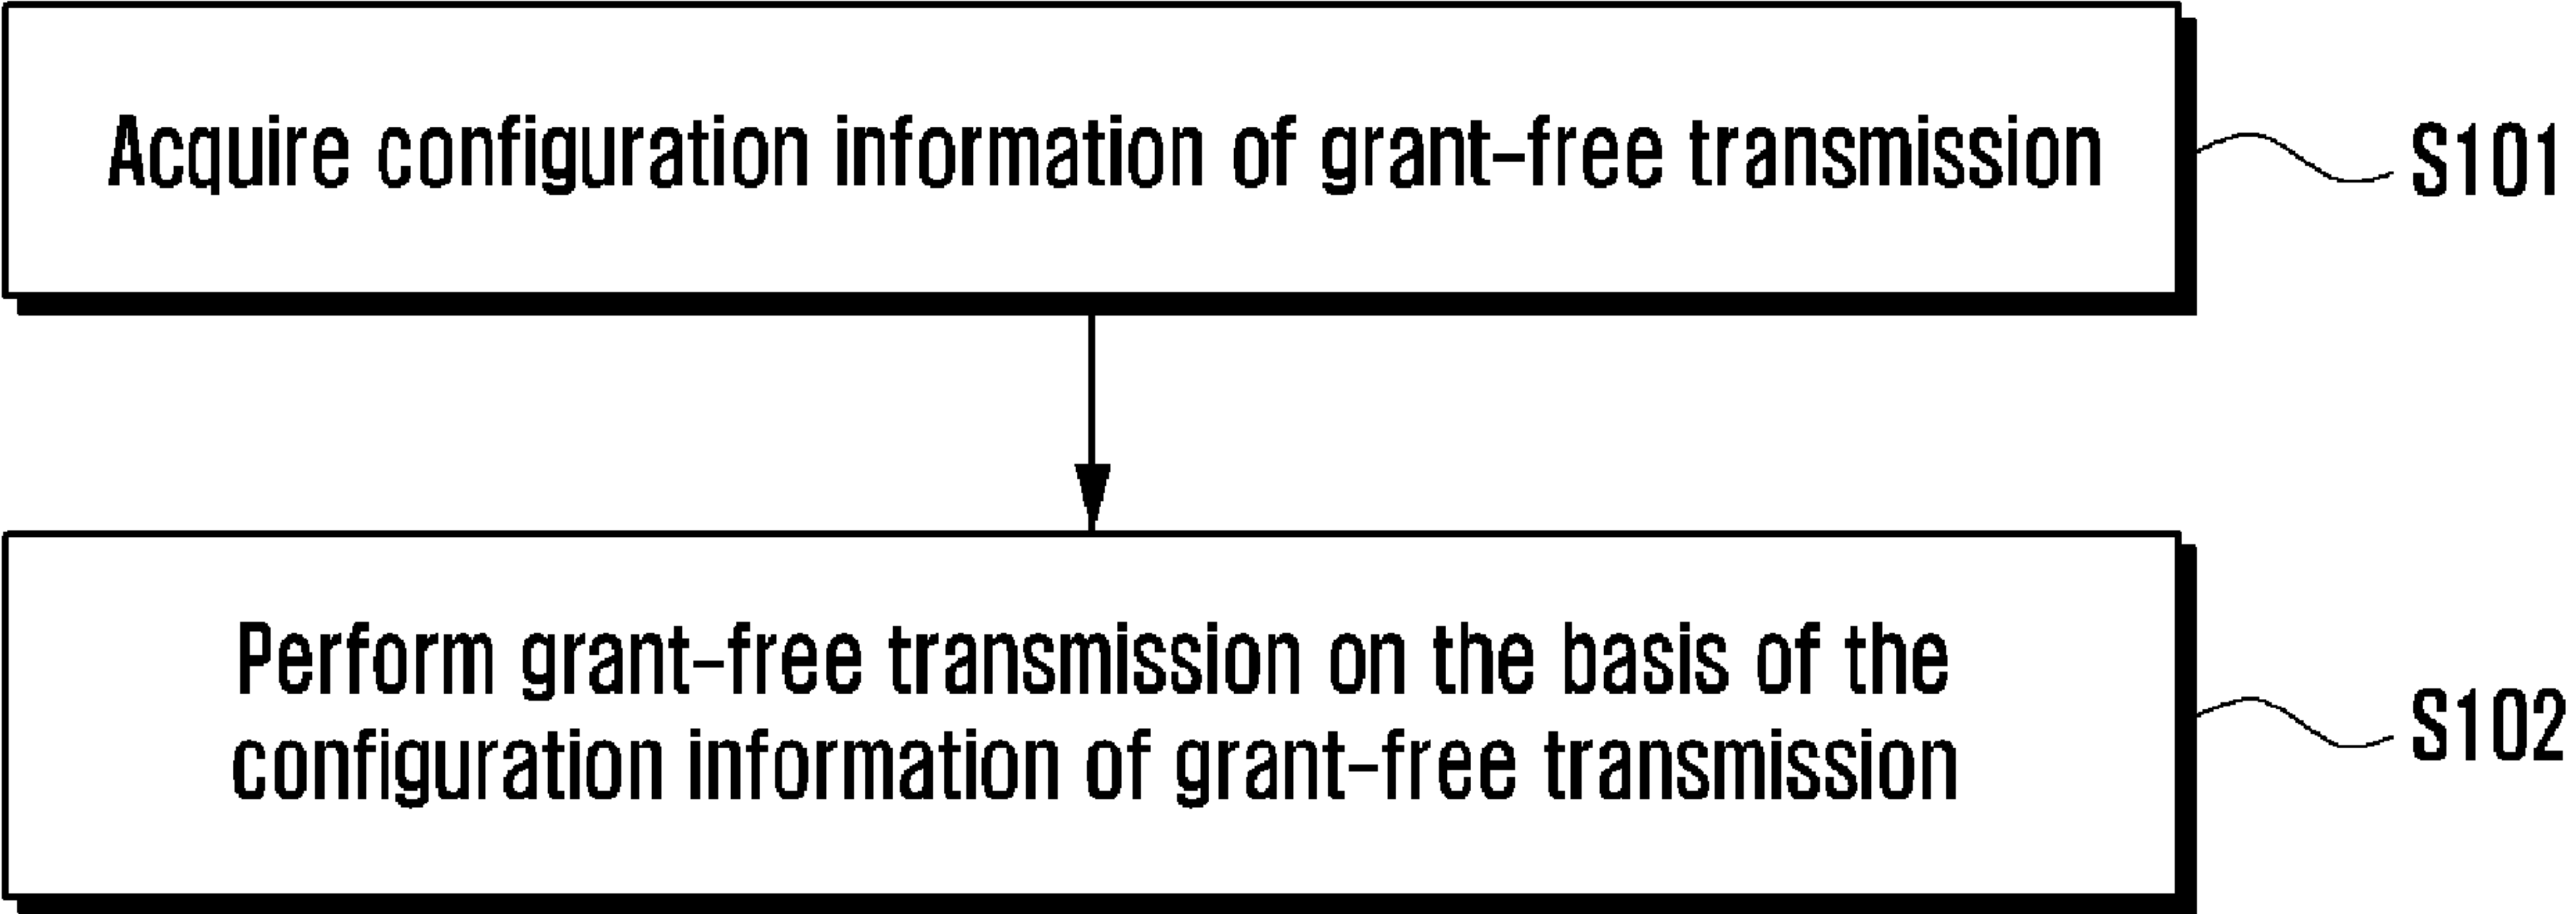 Acquire configuration information of grant-free transmission
S101
Perform grant-free transmission on the basis of the
configuration information of grant-free transmission
S102